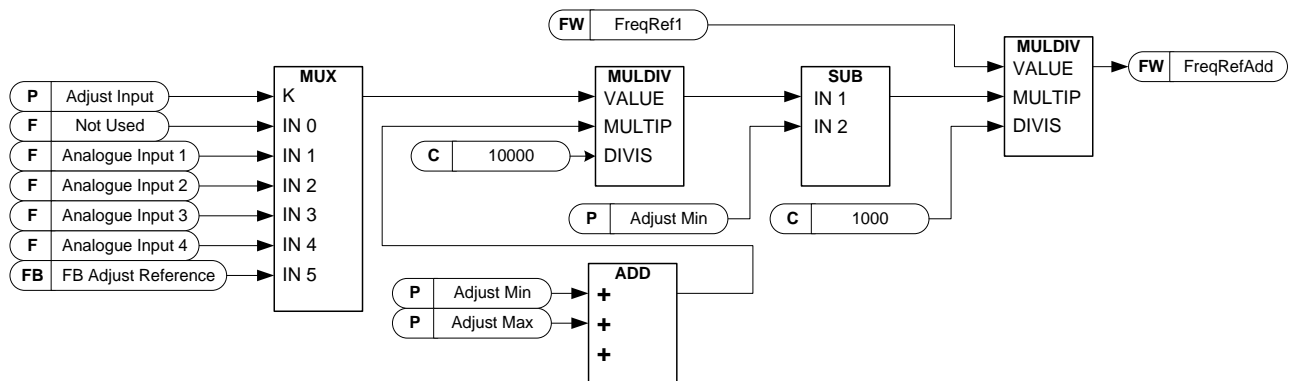 FW FreqRef1
MUX
MULDIV
SUB
MULDIV
P Adjust Input
K
VALUE
IN 1
VALUE
FW FreqRefAdd
F Not Used
IN 0
MULTIP
IN 2
MULTIP
F Analogue Input 1
IN 1
C 10000
DIVIS
DIVIS
F Analogue Input 2
IN 2
F Analogue Input 3
IN 3
P Adjust Min
C 1000
F Analogue Input 4
IN 4
FB FB Adjust Reference
IN 5
ADD
P Adjust Min
+
P Adjust Max
+
+